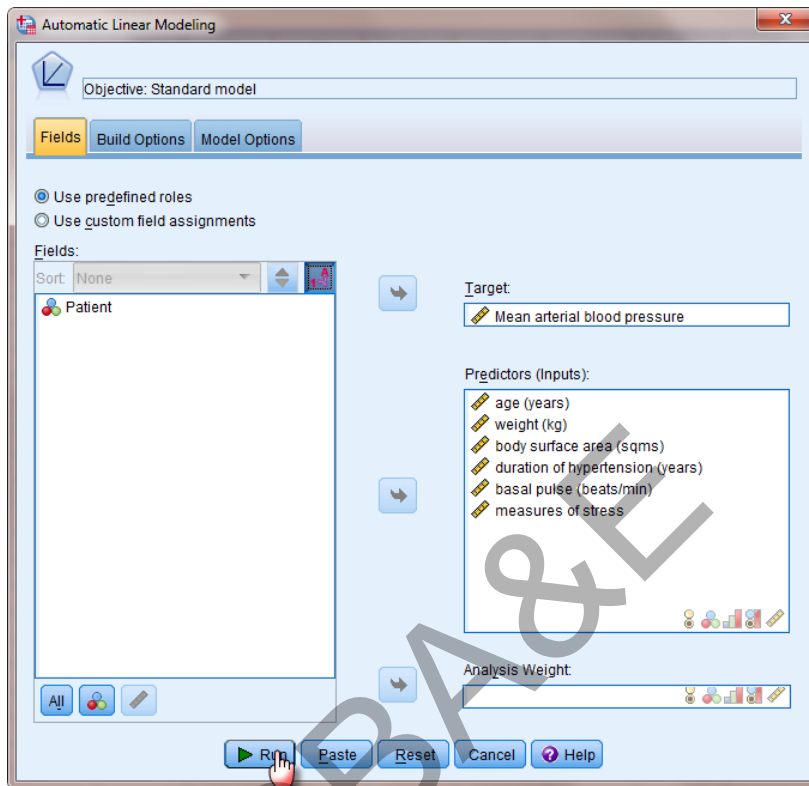 Automatic Linear Modeling
Objective: Standard model
Fields Build Options Model Options
Use predefined roles
Use custom field assignments
Fields:
Sort: None
Patient
Target:
Mean arterial blood pressure
Predictors (Inputs):
age (years)
weight (kg)
body surface area (sqms)
duration of hypertension (years)
basal pulse (beats/min)
measures of stress
Analysis Weight:
All
Run Paste Reset Cancel Help
BA&E